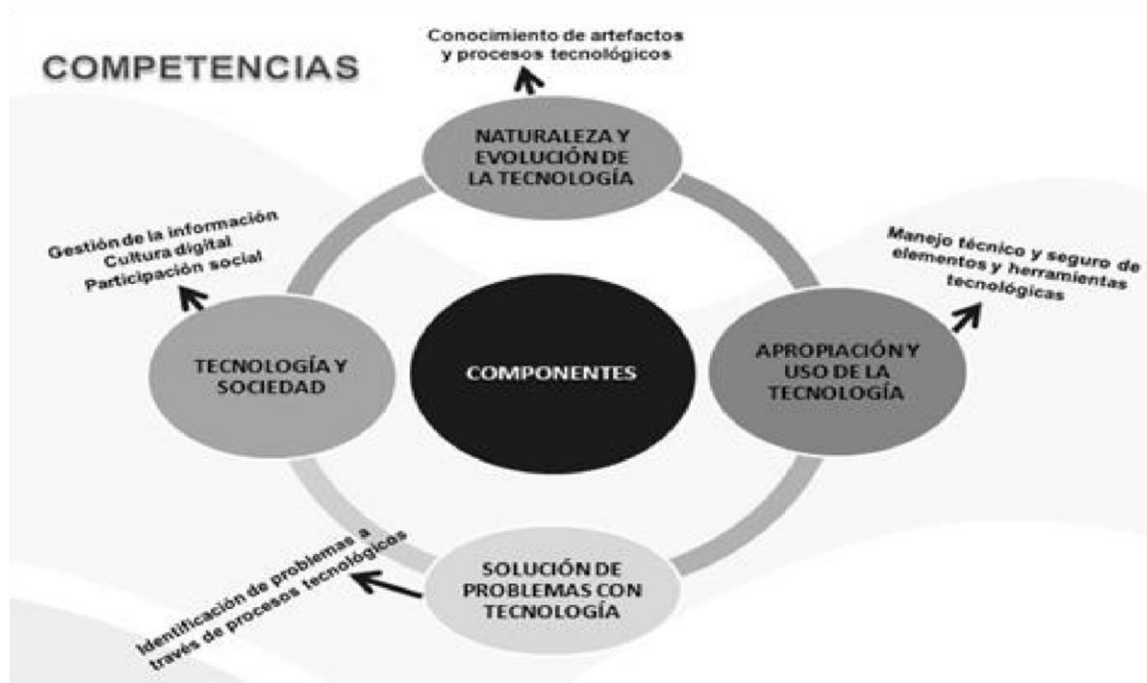 COMPETENCIAS
Conocimiento de artefactos
y procesos tecnológicos
NATURALEZA Y
EVOLUCIÓN DE
LA TECNOLOGÍA
Gestión de la información
Cultura digital
Participación social
Manejo técnico y seguro de
elementos y herramientas
tecnológicas
TECNOLOGÍA Y
SOCIEDAD
COMPONENTES
APROPIACIÓN Y
USO DE LA
TECNOLOGÍA
Identificación de problemas a
través de procesos tecnológicos
SOLUCIÓN DE
PROBLEMAS CON
TECNOLOGÍA